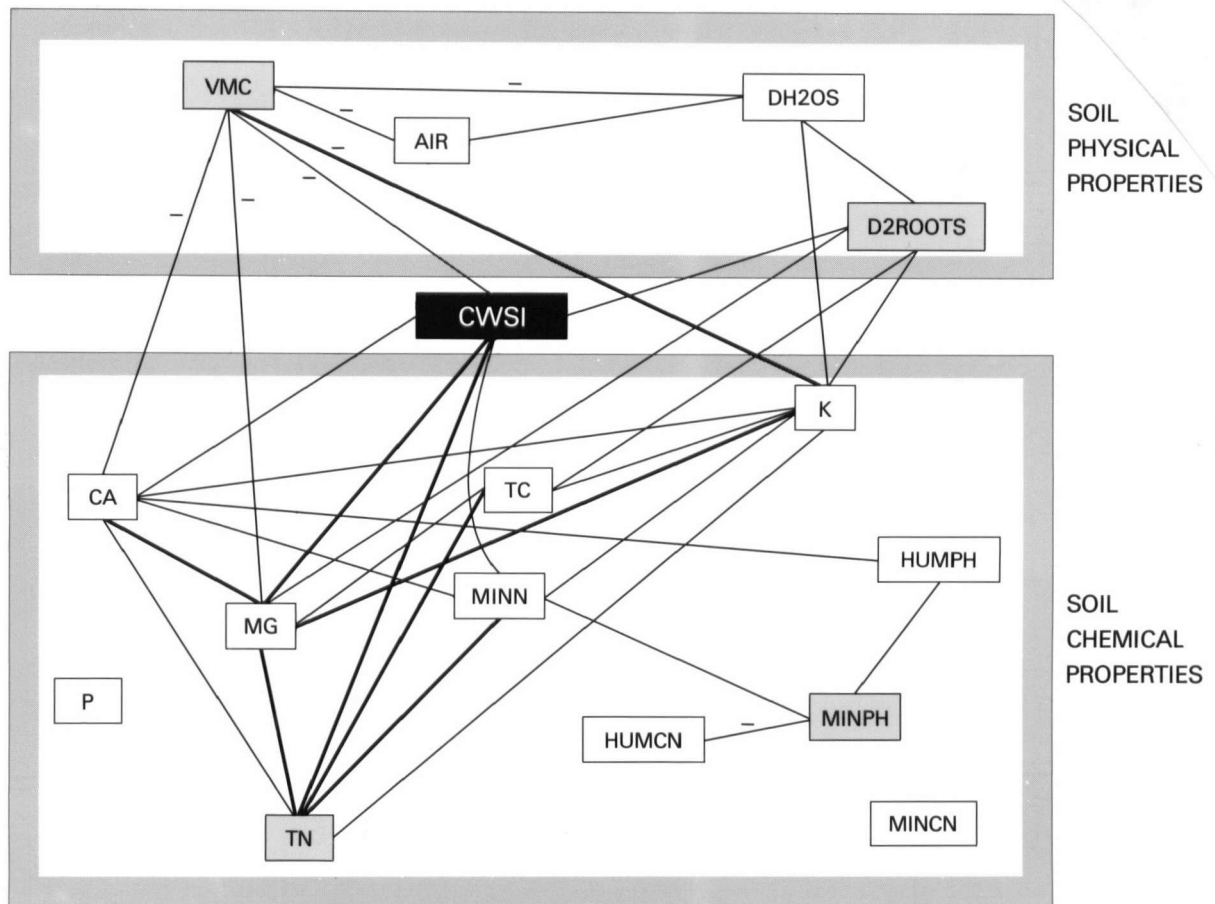 VMC
DH2OS
AIR
D2ROOTS
SOIL
PHYSICAL
PROPERTIES
–
–
–
–
–
–
CWSI
K
CA
TC
HUMPH
MINN
MG
P
MINPH
–
HUMCN
TN
MINCN
SOIL
CHEMICAL
PROPERTIES